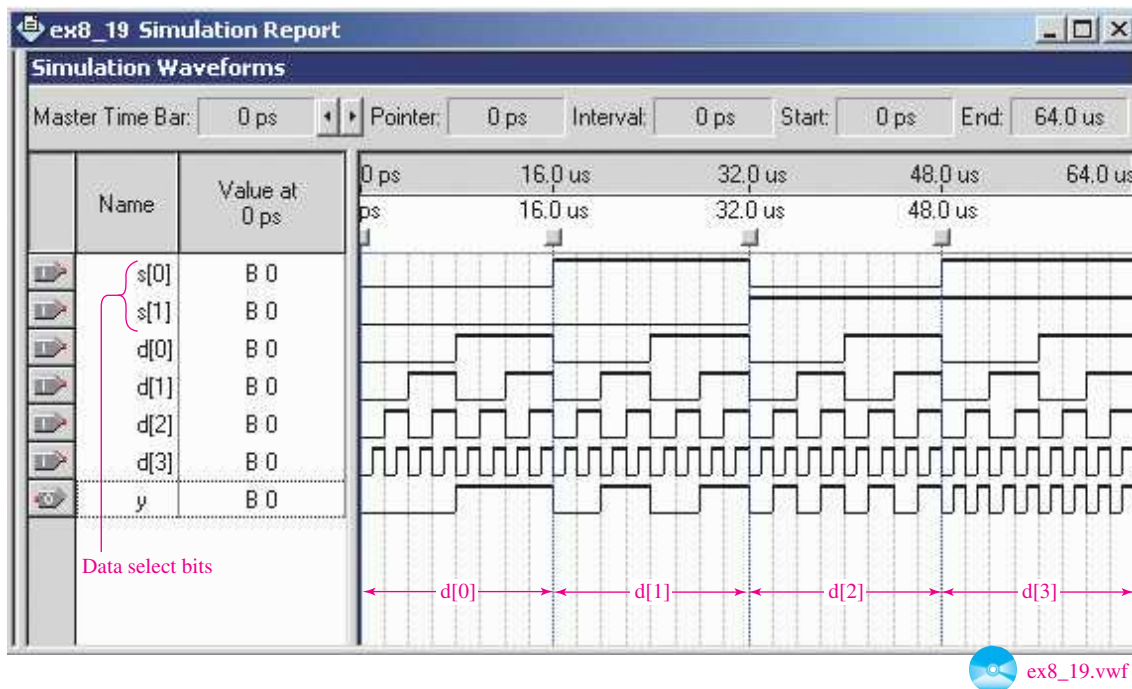 ex8_19 Simulation Report
Simulation Waveforms
Master Time Bar: 0 ps Pointer: 0 ps Interval: 0 ps Start: 0 ps End: 64.0 us
Name Value at 0 ps
0 ps 16.0 us 32.0 us 48.0 us 64.0 us
ps 16.0 us 32.0 us 48.0 us
s[0] B 0
s[1] B 0
d[0] B 0
d[1] B 0
d[2] B 0
d[3] B 0
y B 0
Data select bits
d[0] d[1] d[2] d[3]
ex8_19.vwf